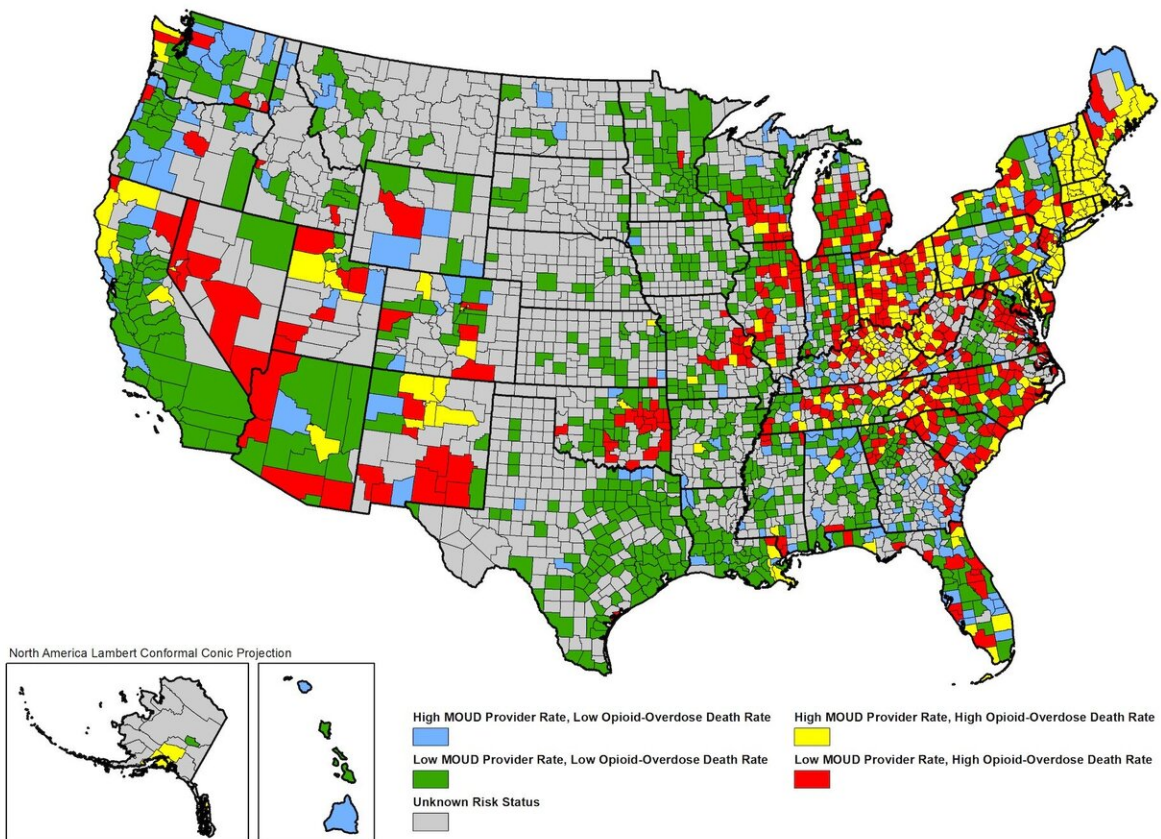 North America Lambert Conformal Conic Projection
High MOUD Provider Rate, Low Opioid-Overdose Death Rate
High MOUD Provider Rate, High Opioid-Overdose Death Rate
Low MOUD Provider Rate, Low Opioid-Overdose Death Rate
Low MOUD Provider Rate, High Opioid-Overdose Death Rate
Unknown Risk Status